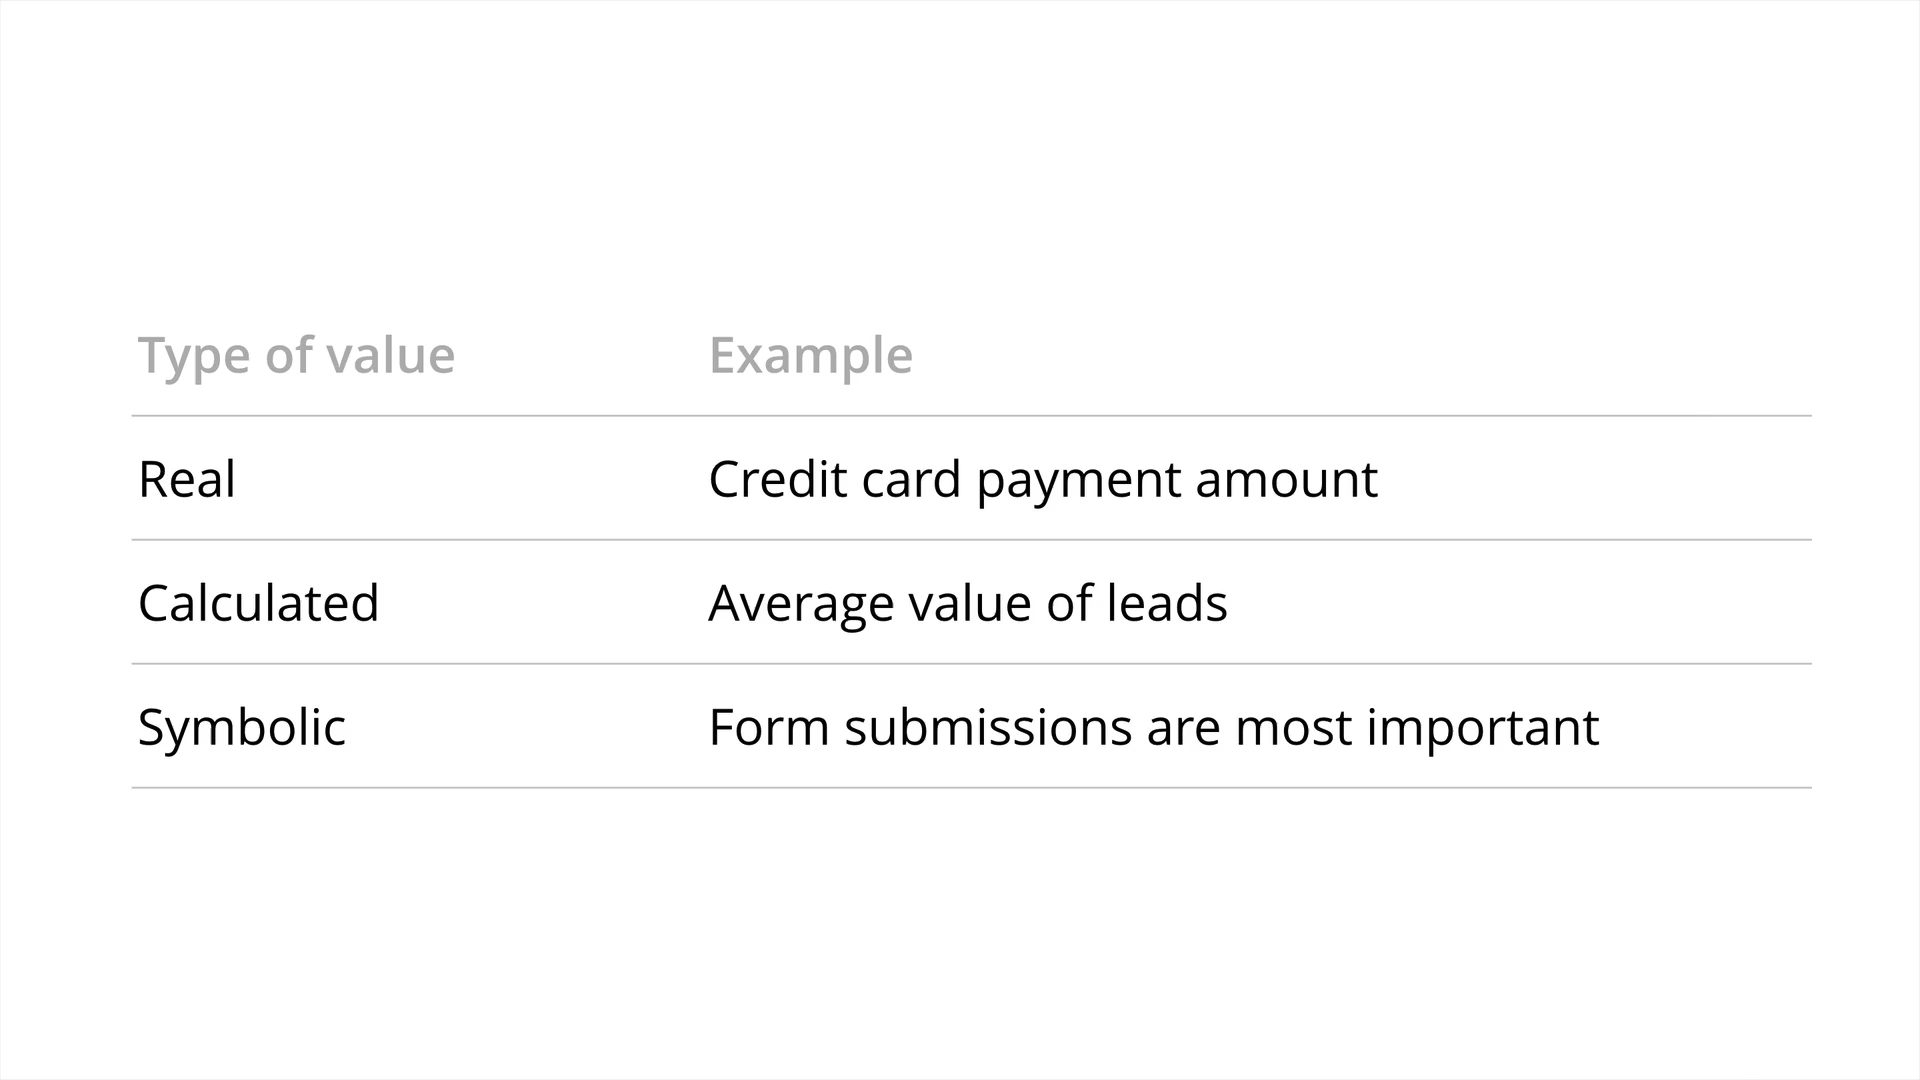 Type of value Example
Real Credit card payment amount
Calculated Average value of leads
Symbolic Form submissions are most important